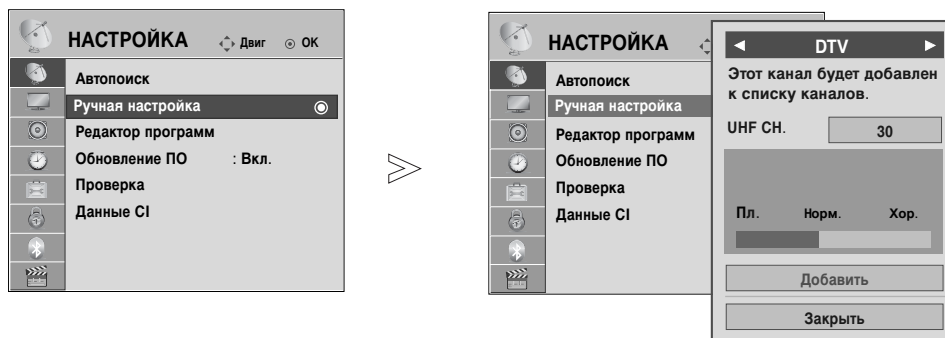 НАСТРОЙКА Двиг ОК
Автопоиск
Ручная настройка
Редактор программ
Обновление ПО : Вкл.
Проверка
Данные CI
НАСТРОЙКА
Автопоиск
Ручная настройка
Редактор программ
Обновление ПО
Проверка
Данные CI
DTV
Этот канал будет добавлен
к списку каналов.
UHF CH. 30
Пл. Норм. Хор.
Добавить
Закрыть